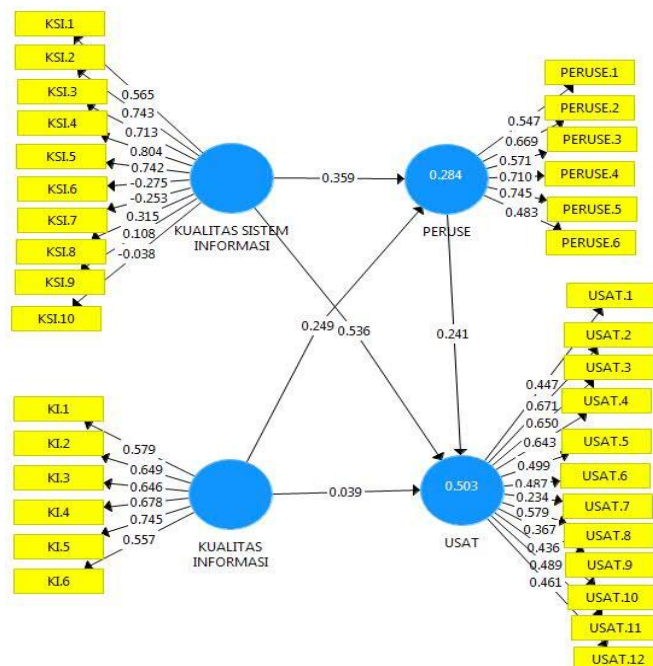 KSI.1
KSI.2
KSI.3
KSI.4
KSI.5
KSI.6
KSI.7
KSI.8
KSI.9
KSI.10
0.565
0.743
0.713
0.804
0.742
-0.275
-0.253
0.315
0.108
-0.038
KUALITAS SISTEM
INFORMASI
0.359
0.284
PERUSE
0.547
0.669
0.571
0.710
0.745
0.483
PERUSE.1
PERUSE.2
PERUSE.3
PERUSE.4
PERUSE.5
PERUSE.6
0.249
0.536
0.241
KI.1
KI.2
KI.3
KI.4
KI.5
KI.6
0.579
0.649
0.646
0.678
0.745
0.557
KUALITAS
INFORMASI
0.039
0.503
USAT
0.447
0.671
0.650
0.643
0.499
0.487
0.234
0.579
0.367
0.436
0.489
0.461
USAT.1
USAT.2
USAT.3
USAT.4
USAT.5
USAT.6
USAT.7
USAT.8
USAT.9
USAT.10
USAT.11
USAT.12